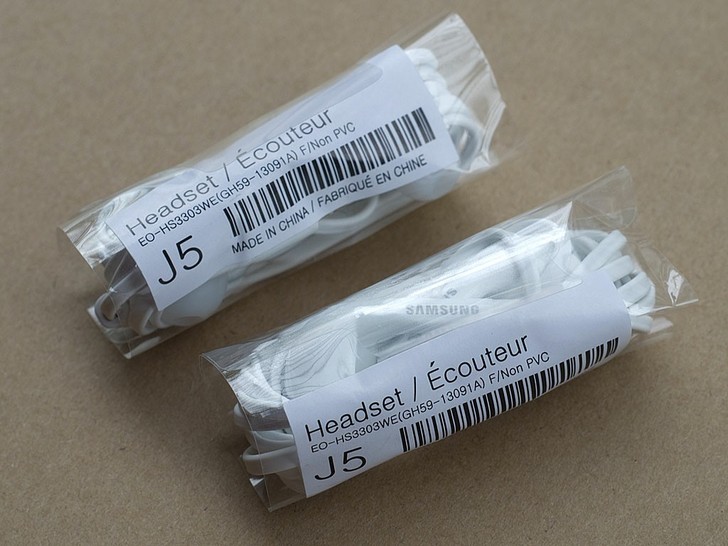 Headset / Écouteur
EO-HS3303WE(GH59-13091A) F/Non PVC
J5
MADE IN CHINA / FABRIQUÉ EN CHINE
SAMSUNG
Headset / Écouteur
EO-HS3303WE(GH59-13091A) F/Non PVC
J5